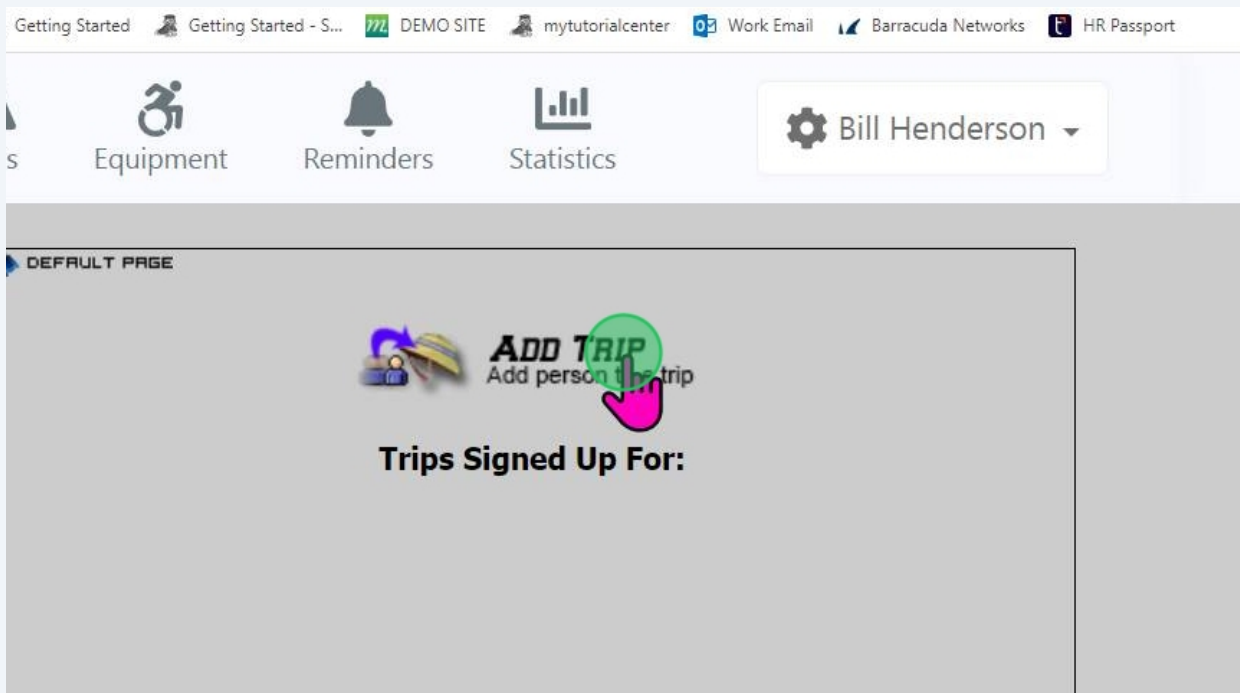 Getting Started Getting Started - S... DEMO SITE mytutorialcenter Work Email Barracuda Networks HR Passport
s Equipment Reminders Statistics Bill Henderson
DEFAULT PAGE
ADD TRIP
Add person trip
Trips Signed Up For: